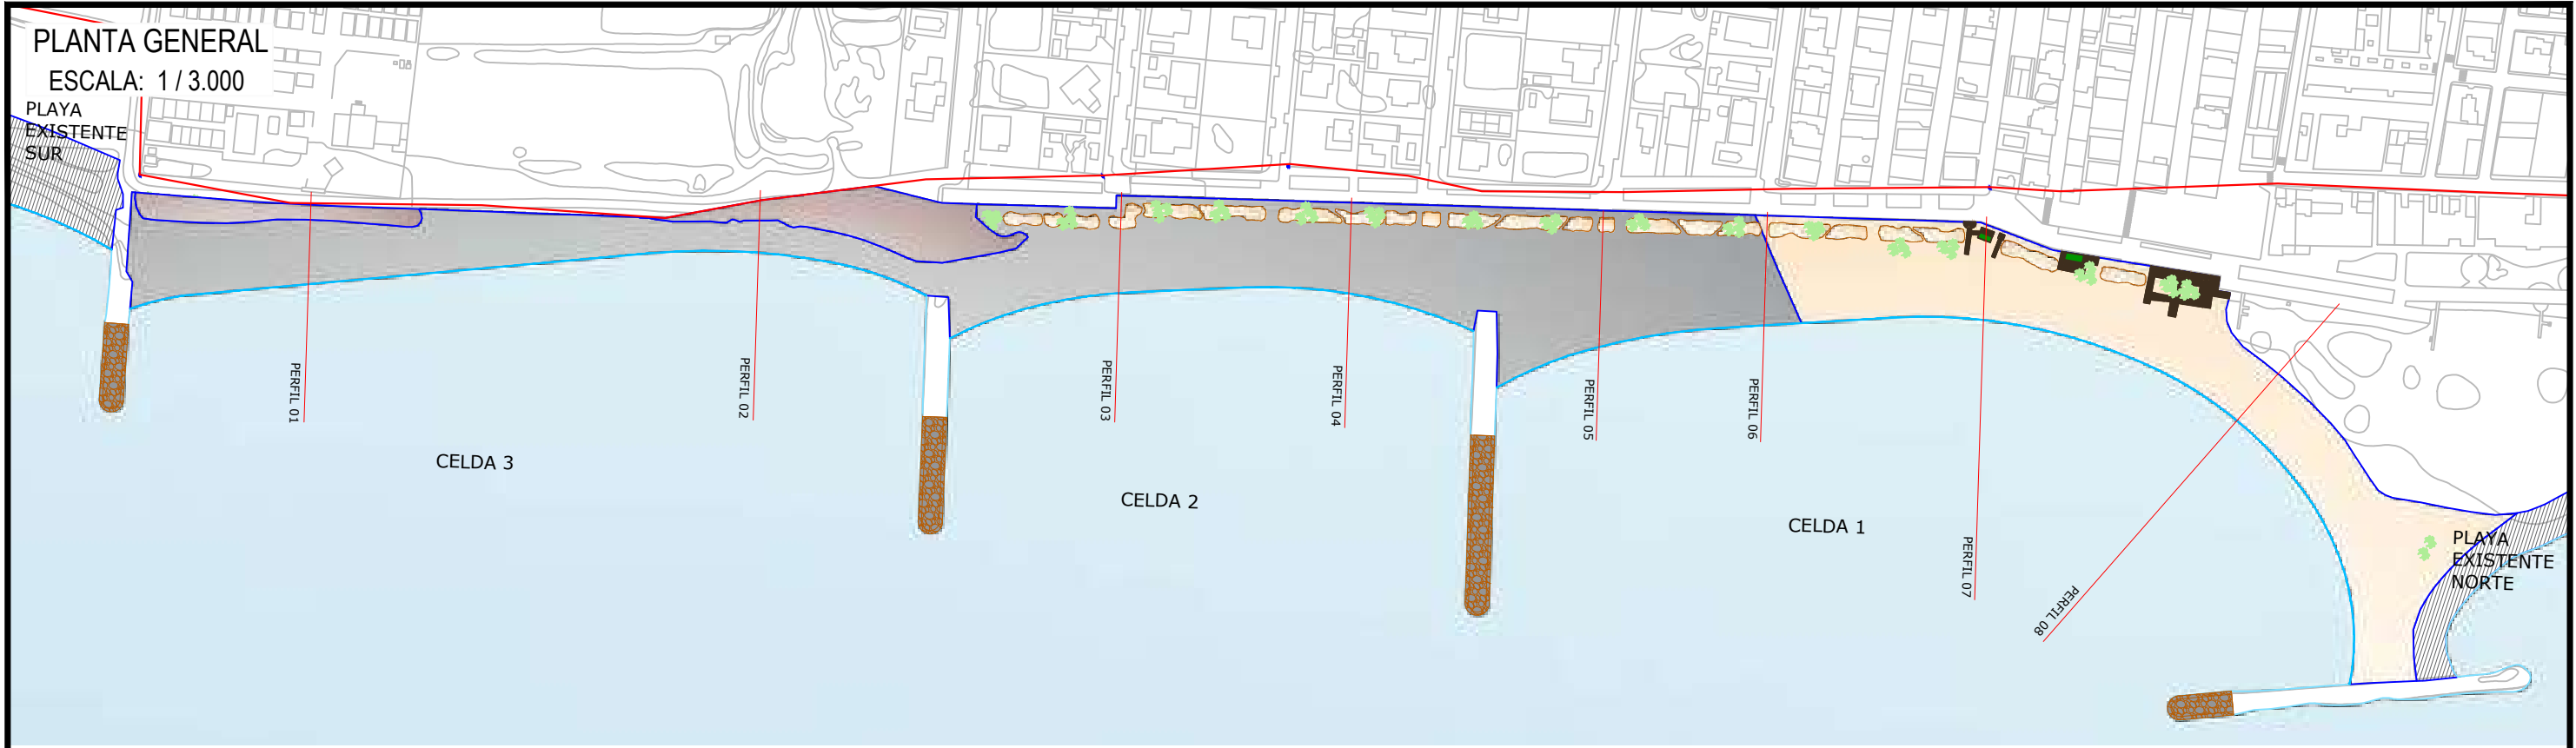 PLANTA GENERAL
ESCALA: 1 / 3.000
PLAYA
EXISTENTE
SUR
PERFIL 01
PERFIL 02
PERFIL 03
PERFIL 04
PERFIL 05
PERFIL 06
PERFIL 07
PERFIL 08
CELDA 3
CELDA 2
CELDA 1
PLAYA
EXISTENTE
NORTE